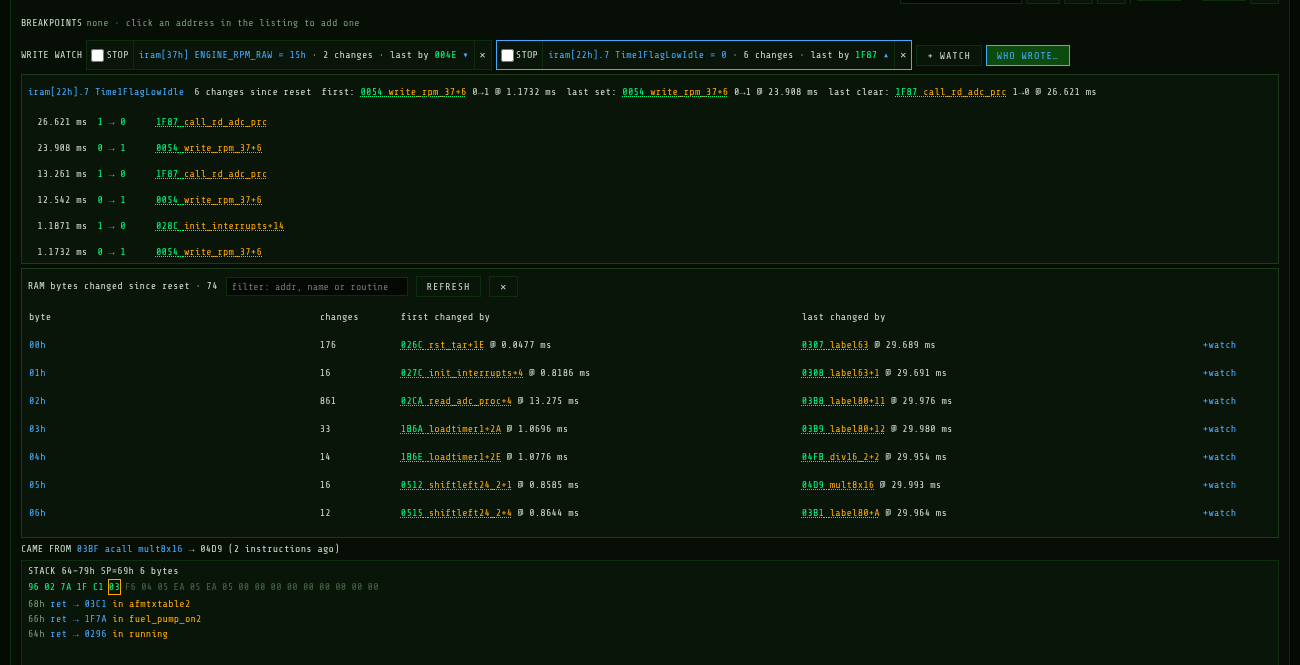 BREAKPOINTS none · click an address in the listing to add one
WRITE WATCH STOP iram[37h] ENGINE_RPM_RAW = 15h · 2 changes · last by 004E ▾ × STOP iram[22h].7 Time1FlagLowIdle = 0 · 6 changes · last by 1F87 ▴ × + WATCH WHO WROTE…
iram[22h].7 Time1FlagLowIdle 6 changes since reset first: 0054 write_rpm_37+6 0→1 @ 1.1732 ms last set: 0054 write_rpm_37+6 0→1 @ 23.908 ms last clear: 1F87 call_rd_adc_prc 1→0 @ 26.621 ms
26.621 ms 1 → 0 1F87 call_rd_adc_prc
23.908 ms 0 → 1 0054 write_rpm_37+6
13.261 ms 1 → 0 1F87 call_rd_adc_prc
12.542 ms 0 → 1 0054 write_rpm_37+6
1.1871 ms 1 → 0 028C init_interrupts+14
1.1732 ms 0 → 1 0054 write_rpm_37+6
RAM bytes changed since reset · 74 filter: addr, name or routine REFRESH ×
byte changes first changed by last changed by
00h 176 026C rst_tar+1E @ 0.0477 ms 0307 label63 @ 29.689 ms +watch
01h 16 027C init_interrupts+4 @ 0.8186 ms 0308 label63+1 @ 29.691 ms +watch
02h 861 02CA read_adc_proc+4 @ 13.275 ms 03B8 label80+11 @ 29.976 ms +watch
03h 33 1B6A loadtimer1+2A @ 1.0696 ms 03B9 label80+12 @ 29.980 ms +watch
04h 14 1B6E loadtimer1+2E @ 1.0776 ms 04FB div16_2+2 @ 29.954 ms +watch
05h 16 0512 shiftleft24_2+1 @ 0.8585 ms 04D9 mult8x16 @ 29.993 ms +watch
06h 12 0515 shiftleft24_2+4 @ 0.8644 ms 03B1 label80+A @ 29.964 ms +watch
CAME FROM 03BF acall mult8x16 → 04D9 (2 instructions ago)
STACK 64–79h SP=69h 6 bytes
96 02 7A 1F C1 03 F6 04 05 EA 05 EA 05 00 00 00 00 00 00 00 00 00
68h ret → 03C1 in afmtxtable2
66h ret → 1F7A in fuel_pump_on2
64h ret → 0296 in running